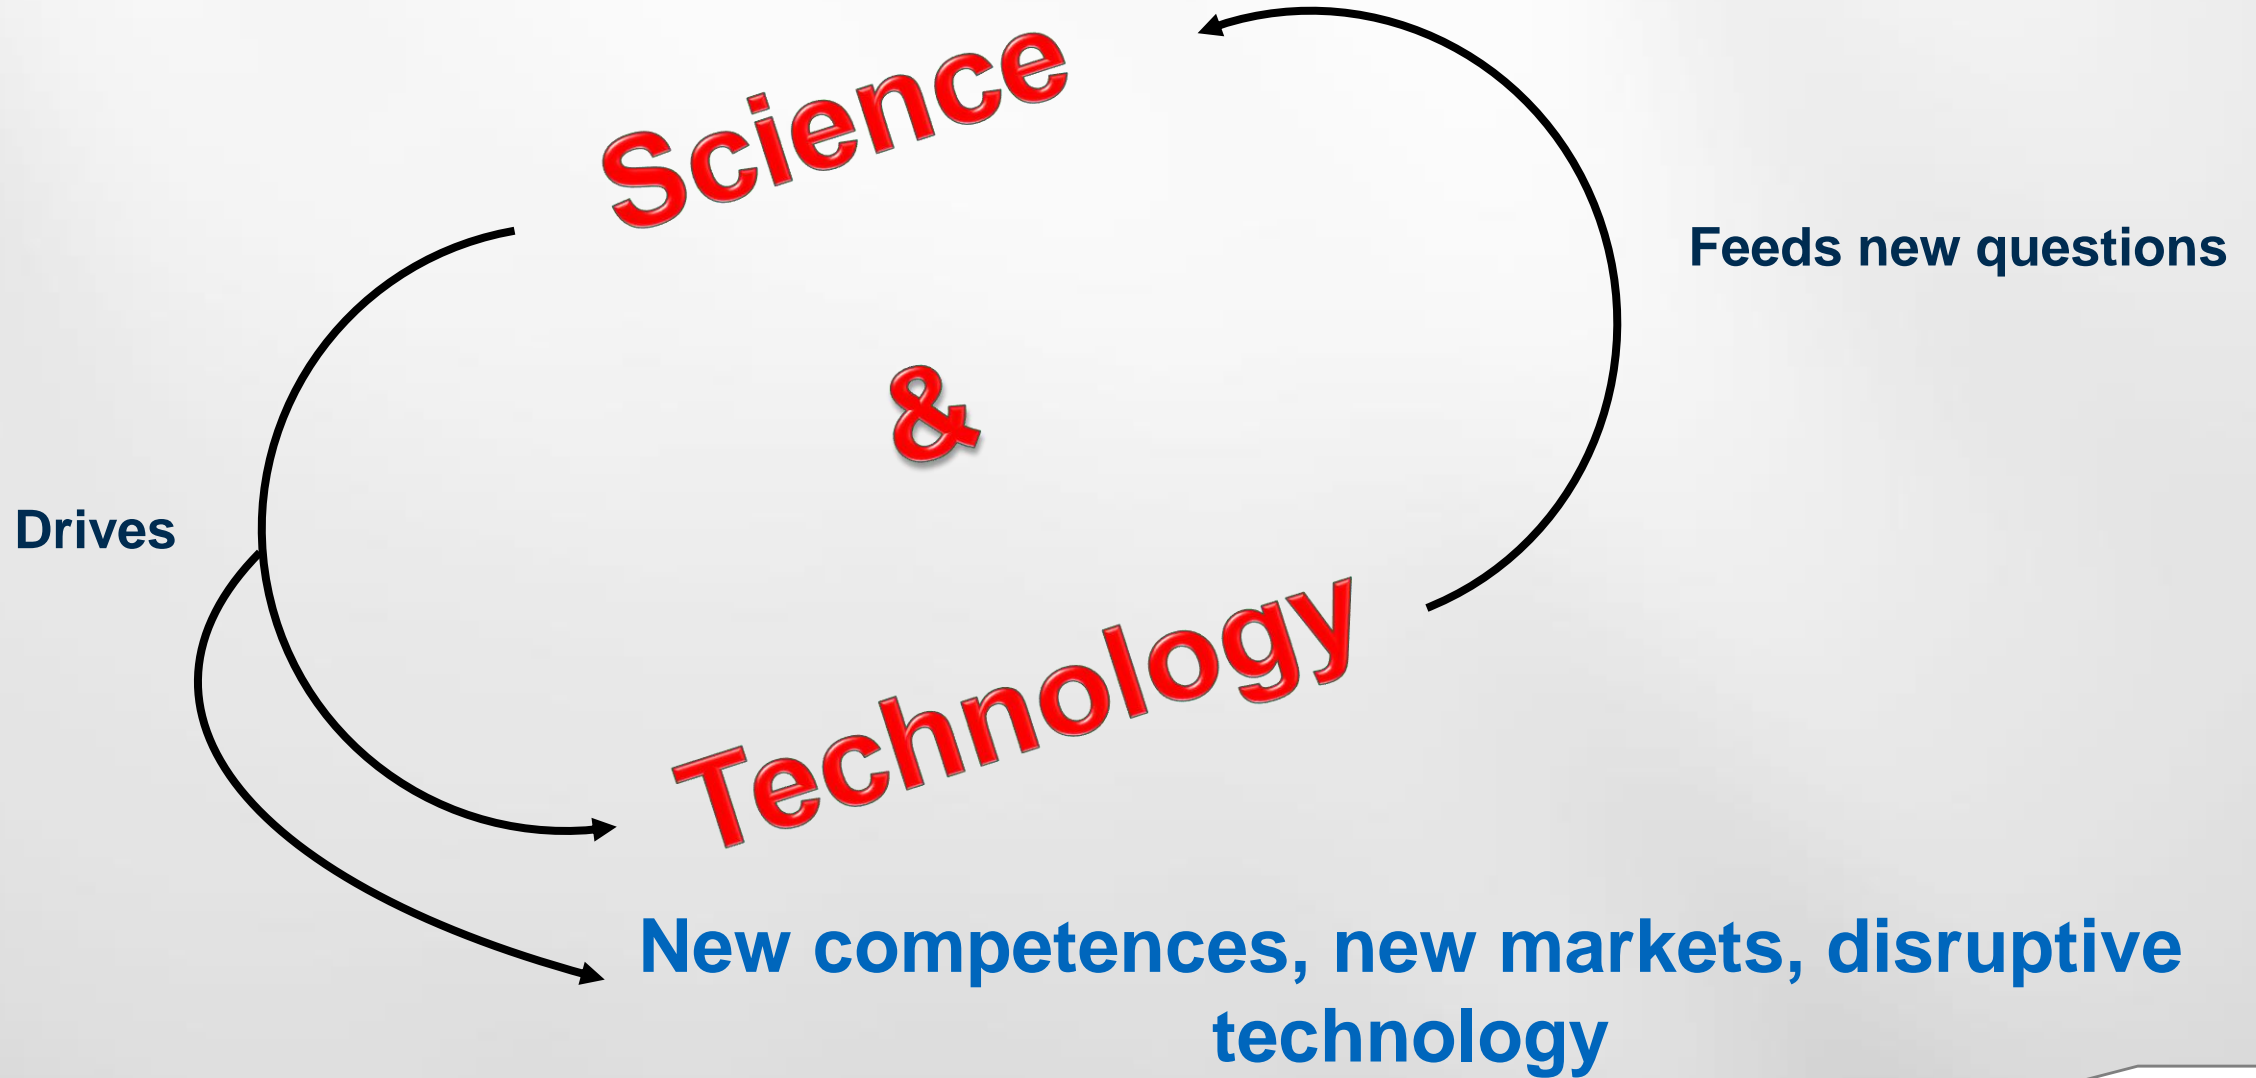 Science
Feeds new questions
&
Drives
Technology
New competences, new markets, disruptive
technology